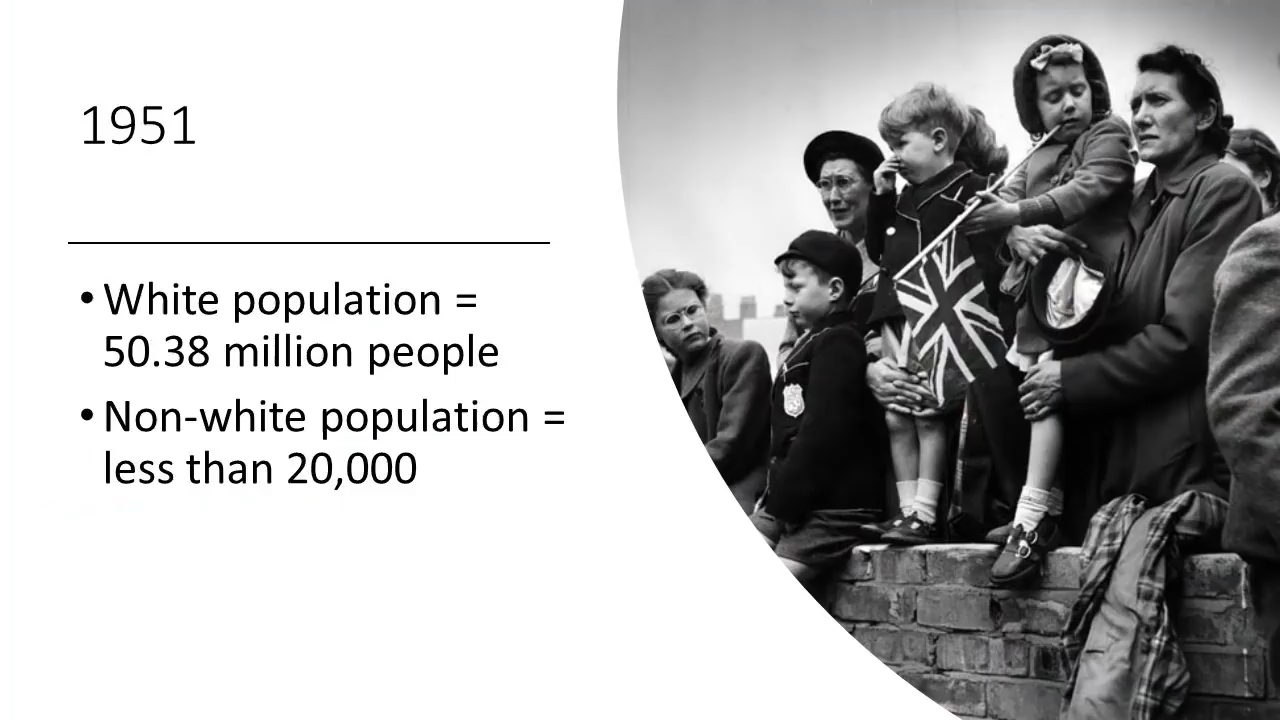 1951
• White population =
50.38 million people
• Non-white population =
less than 20,000